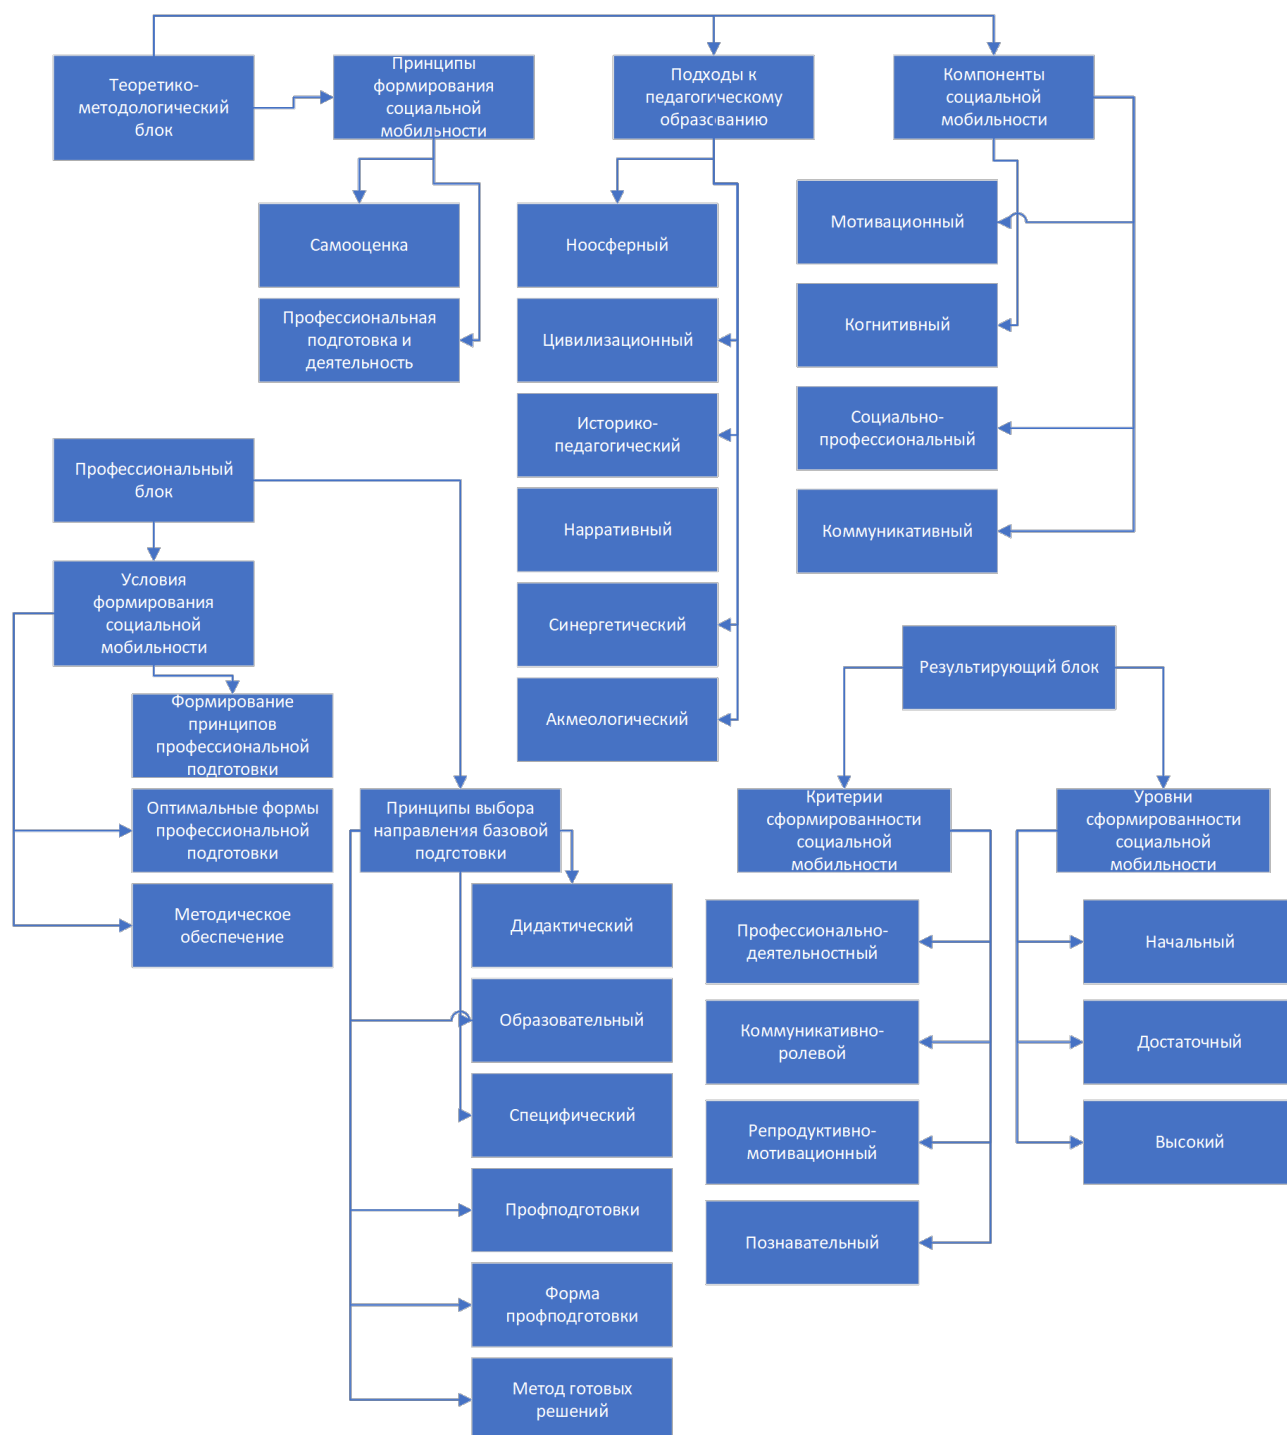 Теоретико-
методологический
блок
Принципы
формирования
социальной
мобильности
Подходы к
педагогическому
образованию
Компоненты
социальной
мобильности
Самооценка
Профессиональная
подготовка и
деятельность
Ноосферный
Цивилизационный
Историко-
педагогический
Нарративный
Синергетический
Акмеологический
Мотивационный
Когнитивный
Социально-
профессиональный
Коммуникативный
Профессиональный
блок
Условия
формирования
социальной
мобильности
Формирование
принципов
профессиональной
подготовки
Оптимальные формы
профессиональной
подготовки
Методическое
обеспечение
Принципы выбора
направления базовой
подготовки
Дидактический
Образовательный
Специфический
Профподготовки
Форма
профподготовки
Метод готовых
решений
Результирующий блок
Критерии
сформированности
социальной
мобильности
Уровни
сформированности
социальной
мобильности
Профессионально-
деятельностный
Коммуникативно-
ролевой
Репродуктивно-
мотивационный
Познавательный
Начальный
Достаточный
Высокий